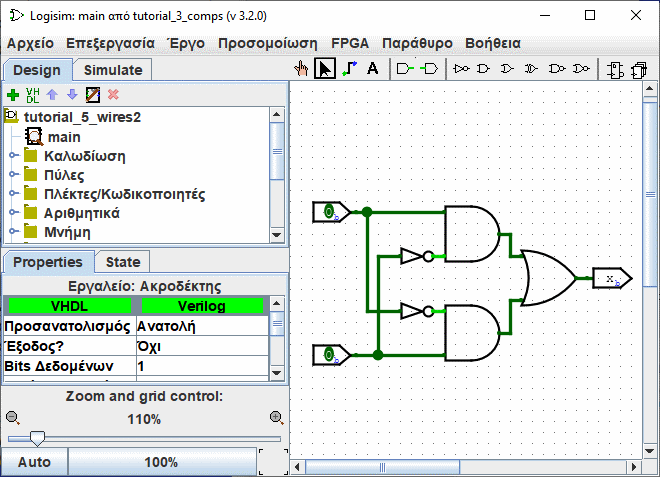 Logisim: main από tutorial_3_comps (v 3.2.0)
Αρχείο Επεξεργασία Έργο Προσομοίωση FPGA Παράθυρο Βοήθεια
Design Simulate
A
VH
DL
tutorial_5_wires2
main
Καλωδίωση
Πύλες
Πλέκτες/Κωδικοποιητές
Αριθμητικά
Μνήμη
Properties State
Εργαλείο: Ακροδέκτης
VHDL Verilog
Προσανατολισμός Ανατολή
Έξοδος? Όχι
Bits Δεδομένων 1
Zoom and grid control:
110%
Auto 100%
0 b
x b
0 b